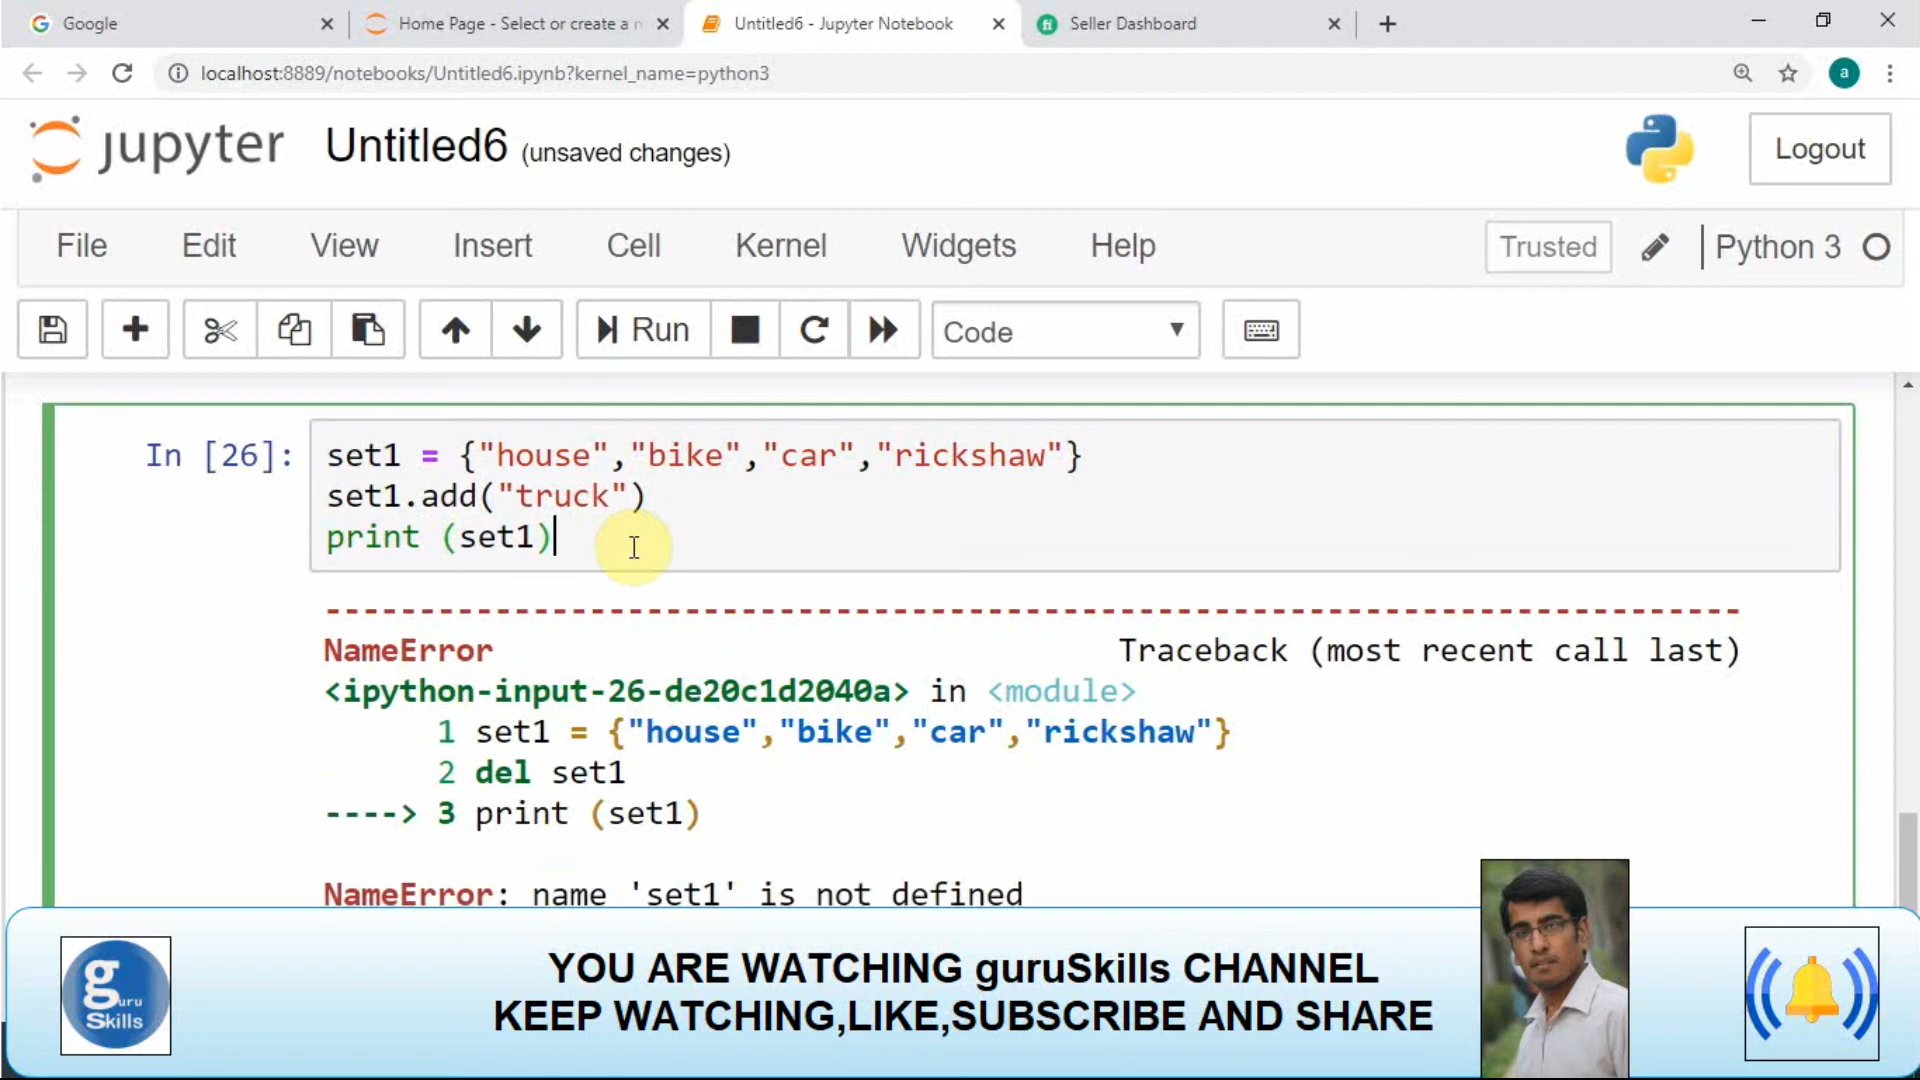 Google
Home Page - Select or create a n
Untitled6 - Jupyter Notebook
Seller Dashboard
localhost:8889/notebooks/Untitled6.ipynb?kernel_name=python3
a
jupyter Untitled6 (unsaved changes)
Logout
File Edit View Insert Cell Kernel Widgets Help
Trusted
Python 3
Run
Code
In [26]:
set1 = {"house","bike","car","rickshaw"}
set1.add("truck")
print (set1)
---------------------------------------------------------------------------
NameError Traceback (most recent call last)
<ipython-input-26-de20c1d2040a> in <module>
1 set1 = {"house","bike","car","rickshaw"}
2 del set1
----> 3 print (set1)
NameError: name 'set1' is not defined
guru Skills
YOU ARE WATCHING guruSkills CHANNEL
KEEP WATCHING,LIKE,SUBSCRIBE AND SHARE